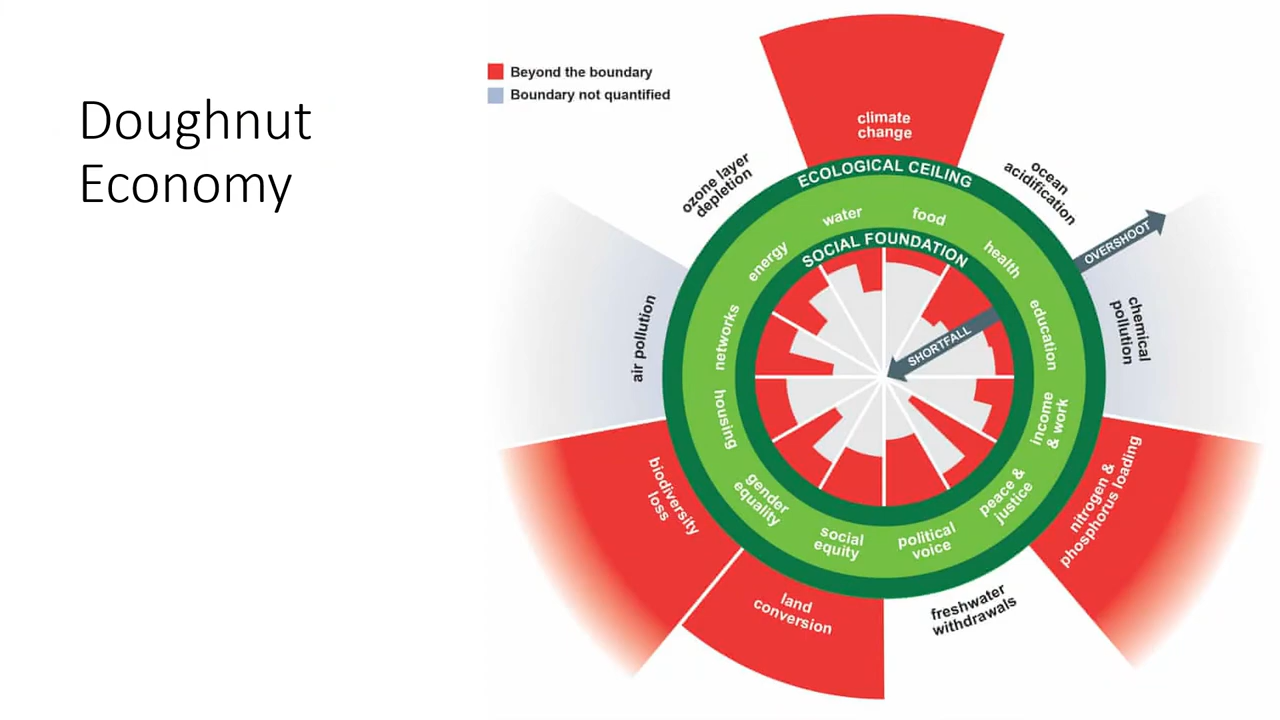 Doughnut
Economy
Beyond the boundary
Boundary not quantified
climate
change
ozone layer
depletion
ocean
acidification
ECOLOGICAL CEILING
water
food
energy
health
SOCIAL FOUNDATION
OVERSHOOT
networks
education
air pollution
chemical
pollution
SHORTFALL
housing
income
& work
biodiversity
loss
nitrogen &
phosphorus loading
gender
equality
peace &
justice
social
equity
political
voice
land
conversion
freshwater
withdrawals